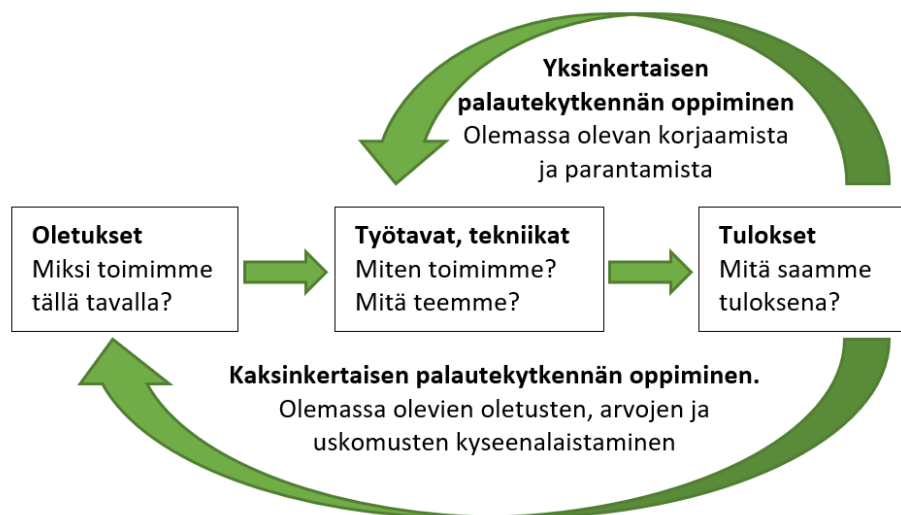 Yksinkertaisen
palautekytkennän oppiminen
Olemassa olevan korjaamista
ja parantamista
Oletukset
Miksi toimimme
tällä tavalla?
Työtavat, tekniikat
Miten toimimme?
Mitä teemme?
Tulokset
Mitä saamme
tuloksena?
Kaksinkertaisen palautekytkennän oppiminen.
Olemassa olevien oletusten, arvojen ja
uskomusten kyseenalaistaminen